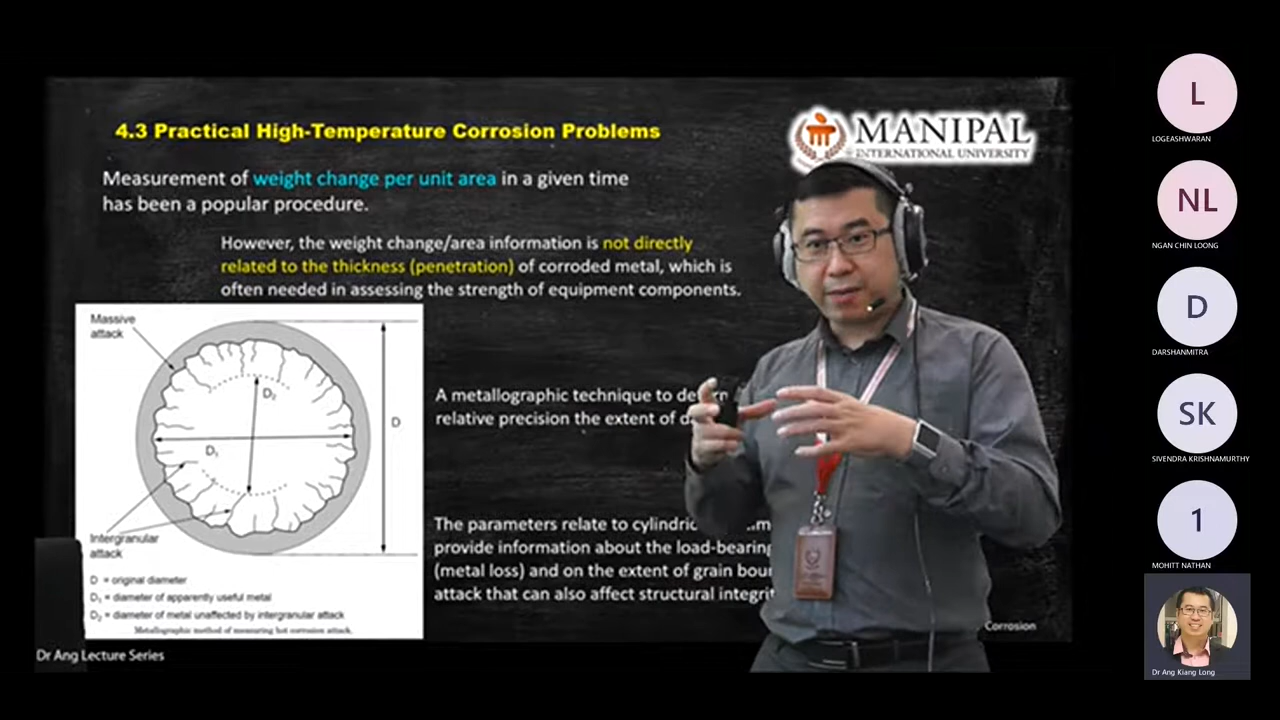 4.3 Practical High-Temperature Corrosion Problems
MANIPAL
INTERNATIONAL UNIVERSITY
Measurement of weight change per unit area in a given time
has been a popular procedure.
However, the weight change/area information is not directly
related to the thickness (penetration) of corroded metal, which is
often needed in assessing the strength of equipment components.
Massive
attack
D₂
D
D₁
Intergranular
attack
D = original diameter
D₁ = diameter of apparently useful metal
D₂ = diameter of metal unaffected by intergranular attack
Metallographic method of measuring hot corrosion attack.
A metallographic technique to
relative precision the extent of
The parameters relate to
provide information about the load-bearing
(metal loss) and on the extent of grain
attack that can also affect structural
Corrosion
Dr Ang Lecture Series
L
LOGEASHWARAN
NL
NGAN CHIN LOONG
D
DARSHANMITRA
SK
SIVENDRA KRISHNAMURTHY
1
MOHITT NATHAN
Dr Ang Kiang Long